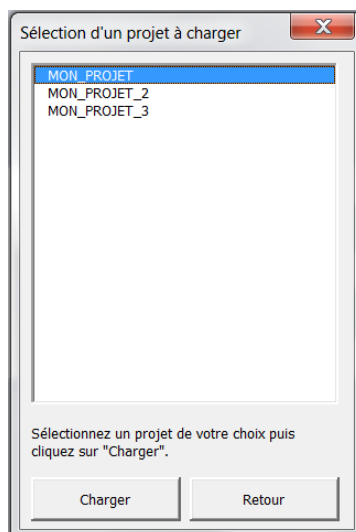 Sélection d'un projet à charger
MON_PROJET
MON_PROJET_2
MON_PROJET_3
Sélectionnez un projet de votre choix puis
cliquez sur "Charger".
Charger
Retour